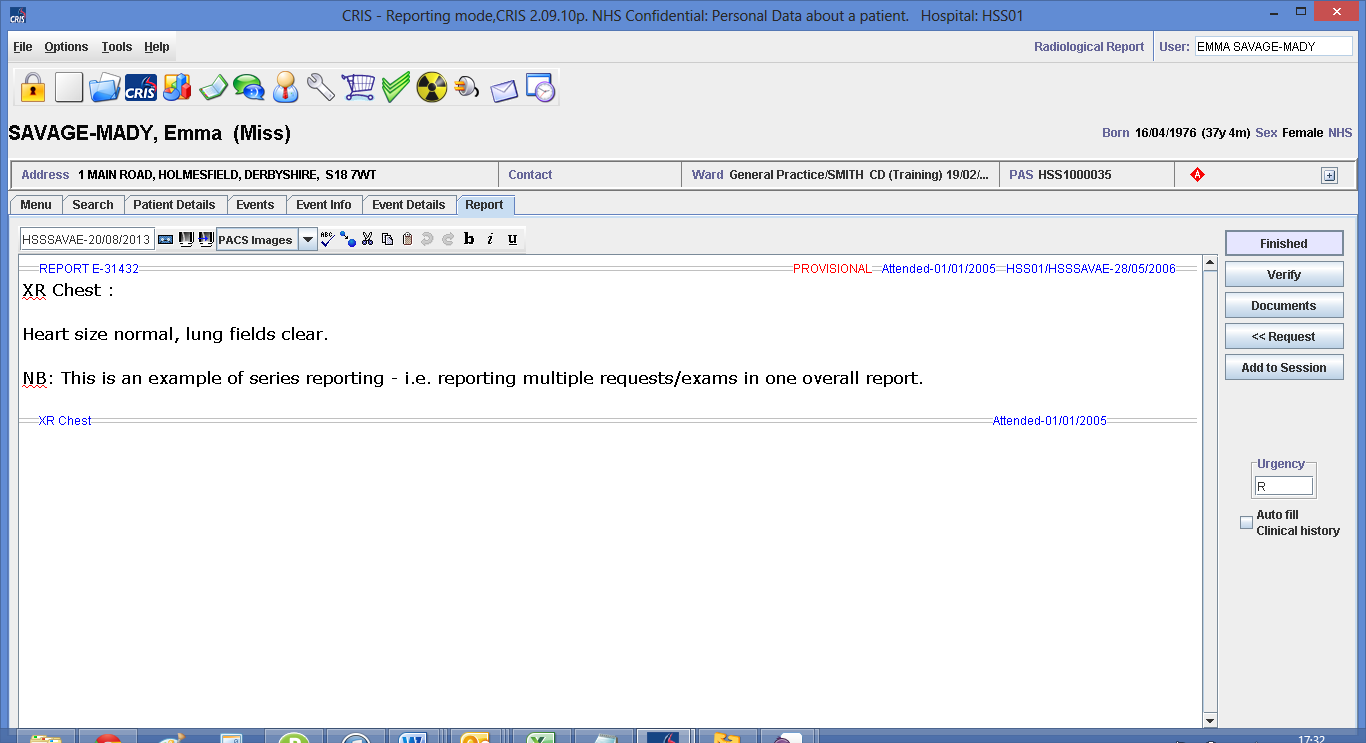 CRIS CRIS - Reporting mode,CRIS 2.09.10p. NHS Confidential: Personal Data about a patient. Hospital: HSS01
File Options Tools Help Radiological Report User: EMMA SAVAGE-MADY
CRIS
SAVAGE-MADY, Emma (Miss) Born 16/04/1976 (37y 4m) Sex Female NHS
Address 1 MAIN ROAD, HOLMESFIELD, DERBYSHIRE, S18 7WT Contact Ward General Practice/SMITH CD (Training) 19/02/... PAS HSS1000035 A
Menu Search Patient Details Events Event Info Event Details Report
HSSSAVAE-20/08/2013 PACS Images ABC b i u
Finished
REPORT E-31432 PROVISIONAL Attended-01/01/2005 HSS01/HSSSAVAE-28/05/2006
Verify
XR Chest :
Documents
Heart size normal, lung fields clear.
<< Request
Add to Session
NB: This is an example of series reporting - i.e. reporting multiple requests/exams in one overall report.
XR Chest Attended-01/01/2005
Urgency
R
Auto fill
Clinical history
17:32